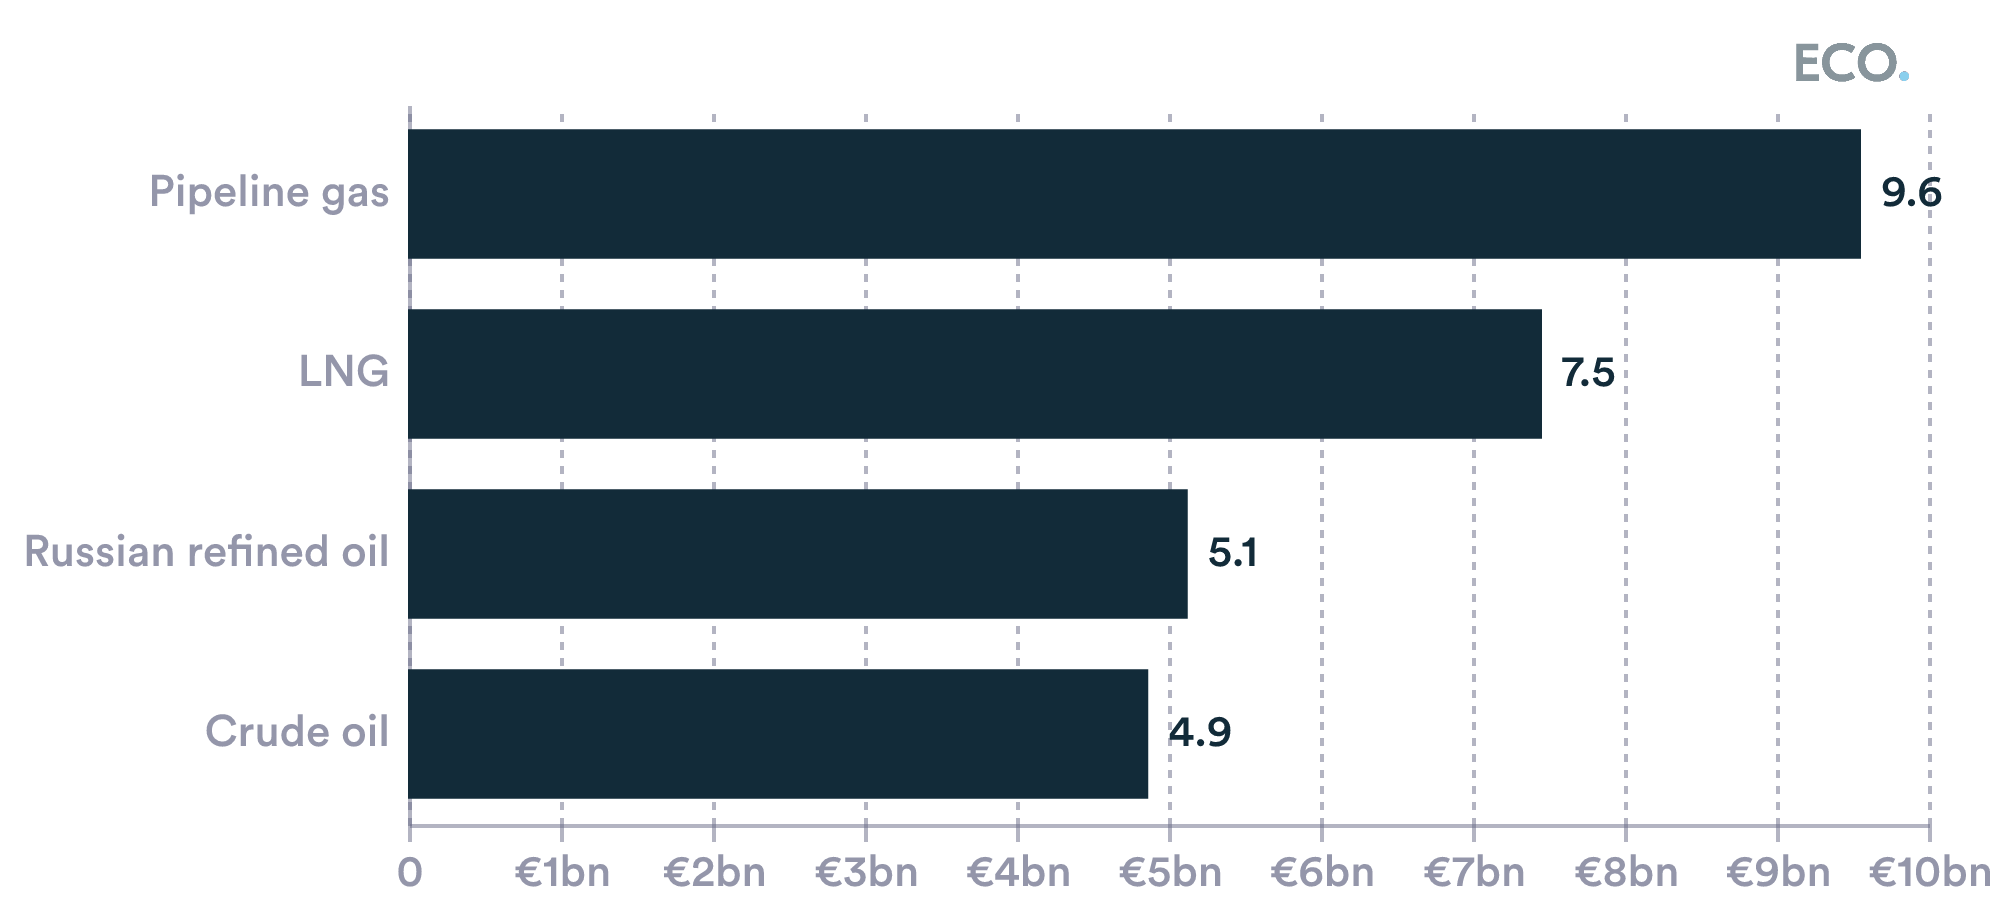 ECO.
Pipeline gas
9.6
LNG
7.5
Russian refined oil
5.1
Crude oil
4.9
0 €1bn €2bn €3bn €4bn €5bn €6bn €7bn €8bn €9bn €10bn